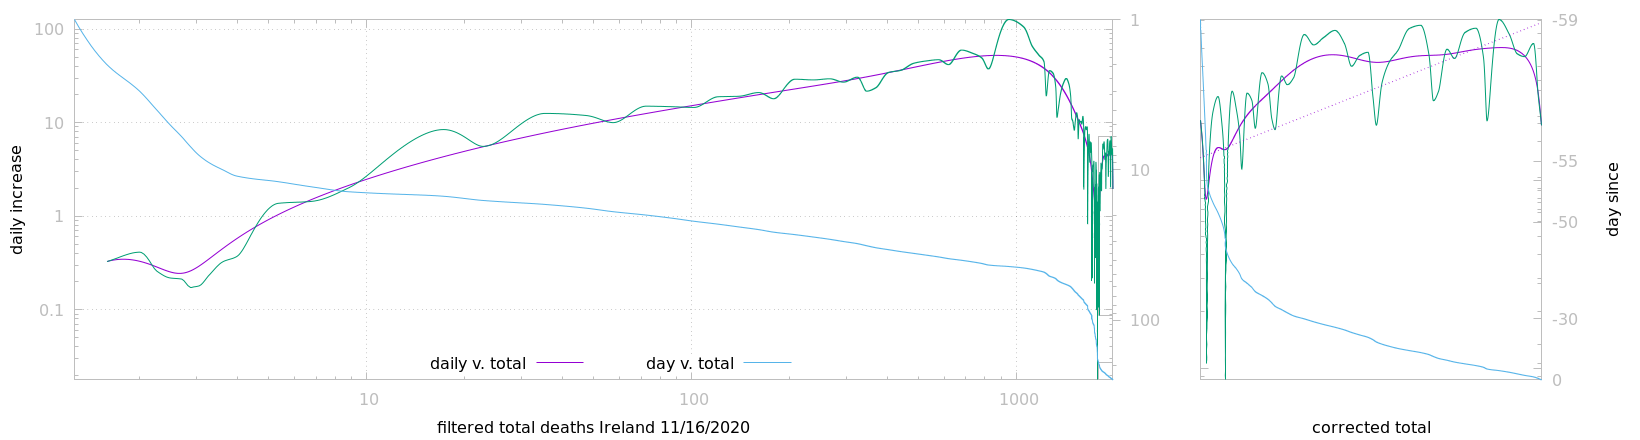 100
10
1
0.1
daily increase
daily v. total
day v. total
10
100
1000
filtered total deaths Ireland 11/16/2020
1
10
100
-59
-55
-50
-30
0
day since
corrected total